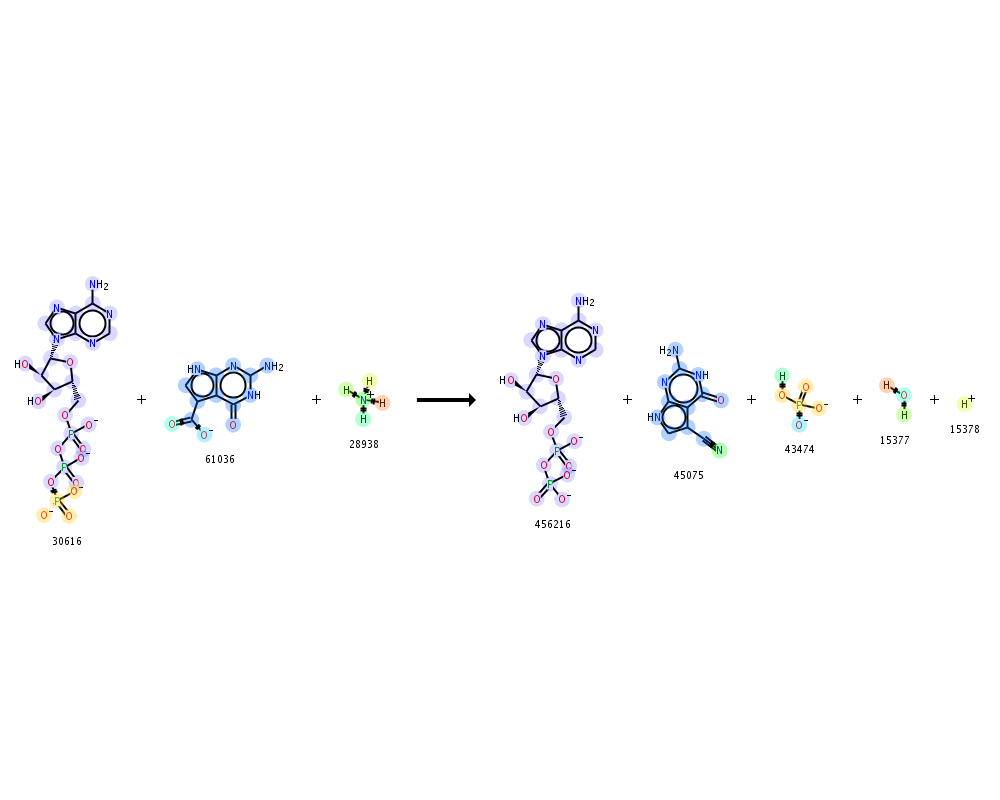 NH2
N N
N N
HO O
HO
O
P O-
O O
O-
P
O O O-
P
O- O
30616
+
HN N NH2
NH
O O
O-
61036
+
H
H +
N H
H
28938
NH2
N N
N N
HO O
HO
O
P O-
O O
O-
P
O O-
456216
+
H2N
NH
N
O
HN
N
45075
+
H
O
O P O-
O-
43474
+
H
O
H
15377
+
H+
15378